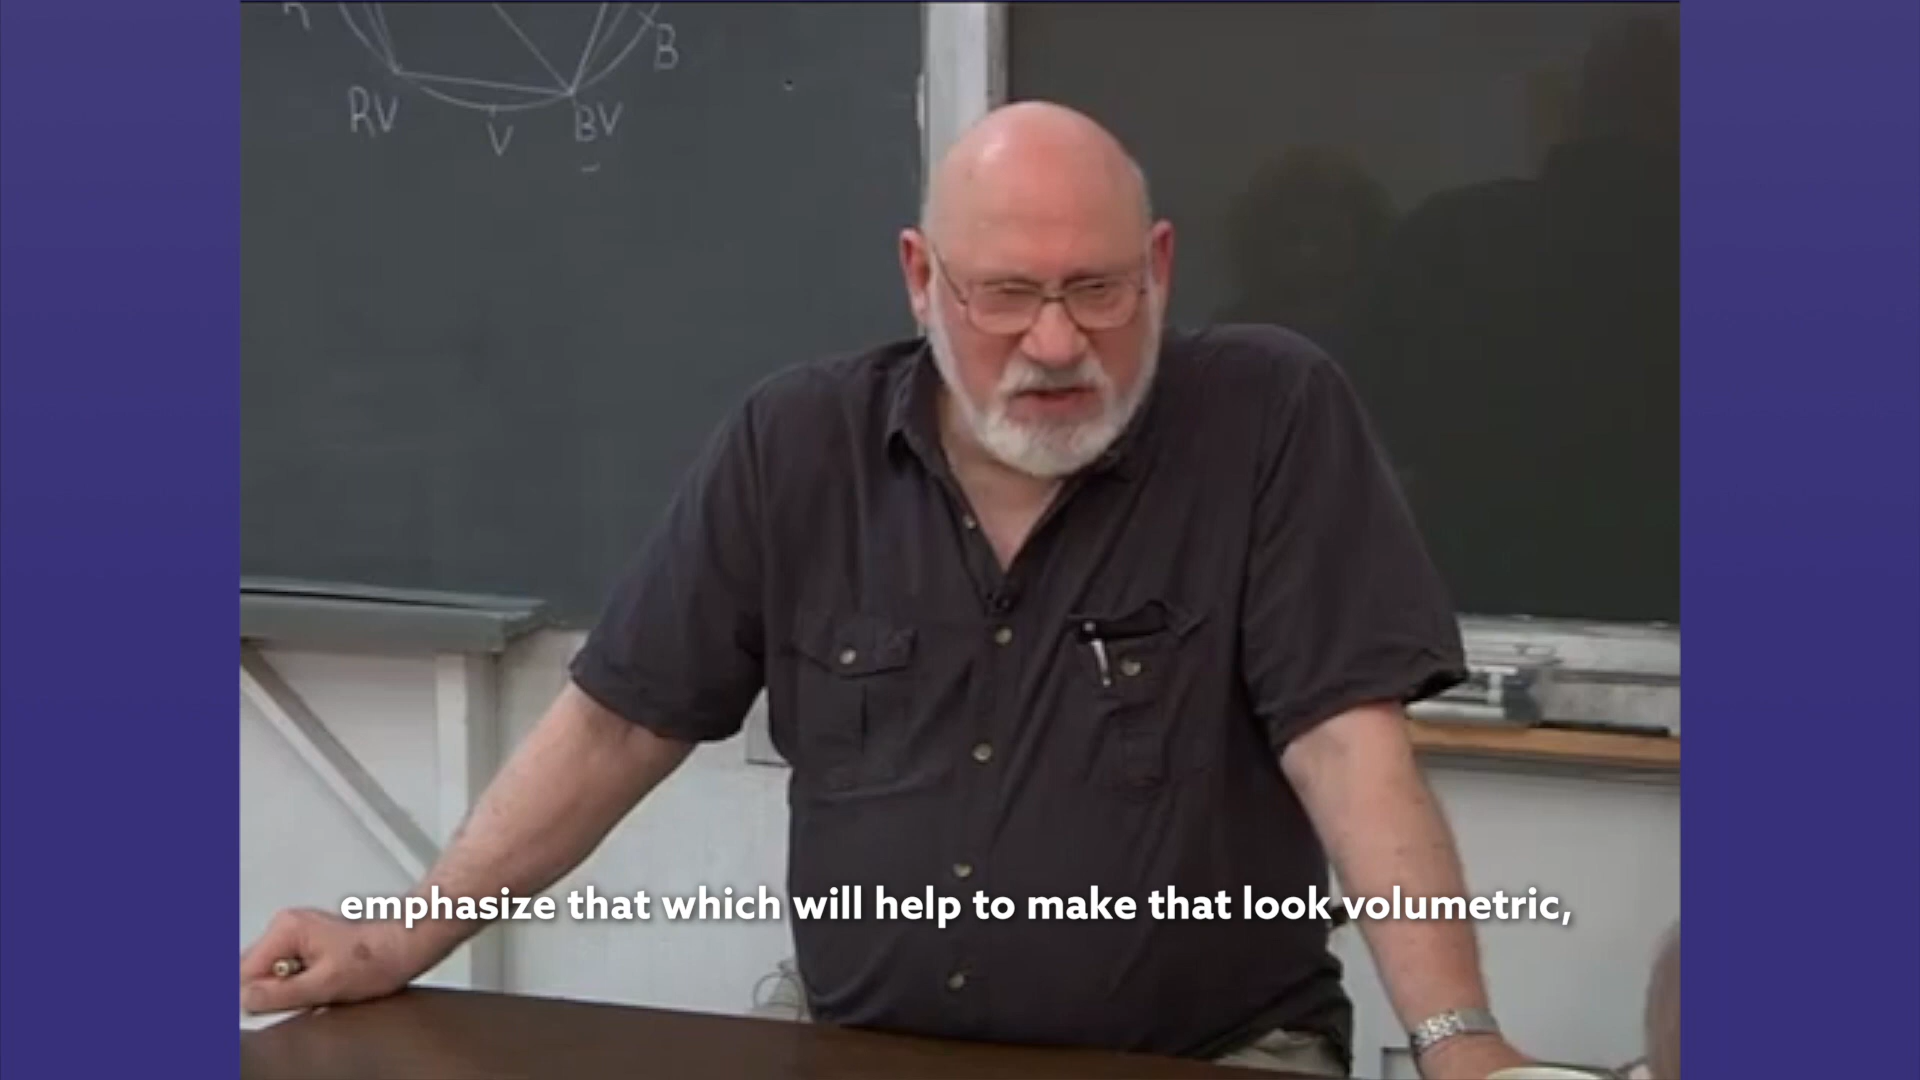 B
RV
V
BV
emphasize that which will help to make that look volumetric,